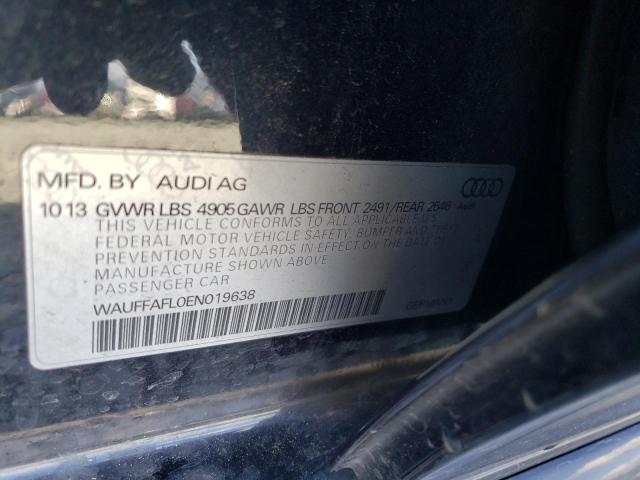 MFD. BY AUDI AG
10 13 GVWR LBS 4905 GAWR LBS FRONT 2491/REAR 2546 Audi
THIS VEHICLE CONFORMS TO ALL APPLICABLE
FEDERAL MOTOR VEHICLE SAFETY, BUMPER AND THEFT
PREVENTION STANDARDS IN EFFECT ON THE DATE OF
MANUFACTURE SHOWN ABOVE
PASSENGER CAR
WAUFFAFL0EN019638
GERMANY